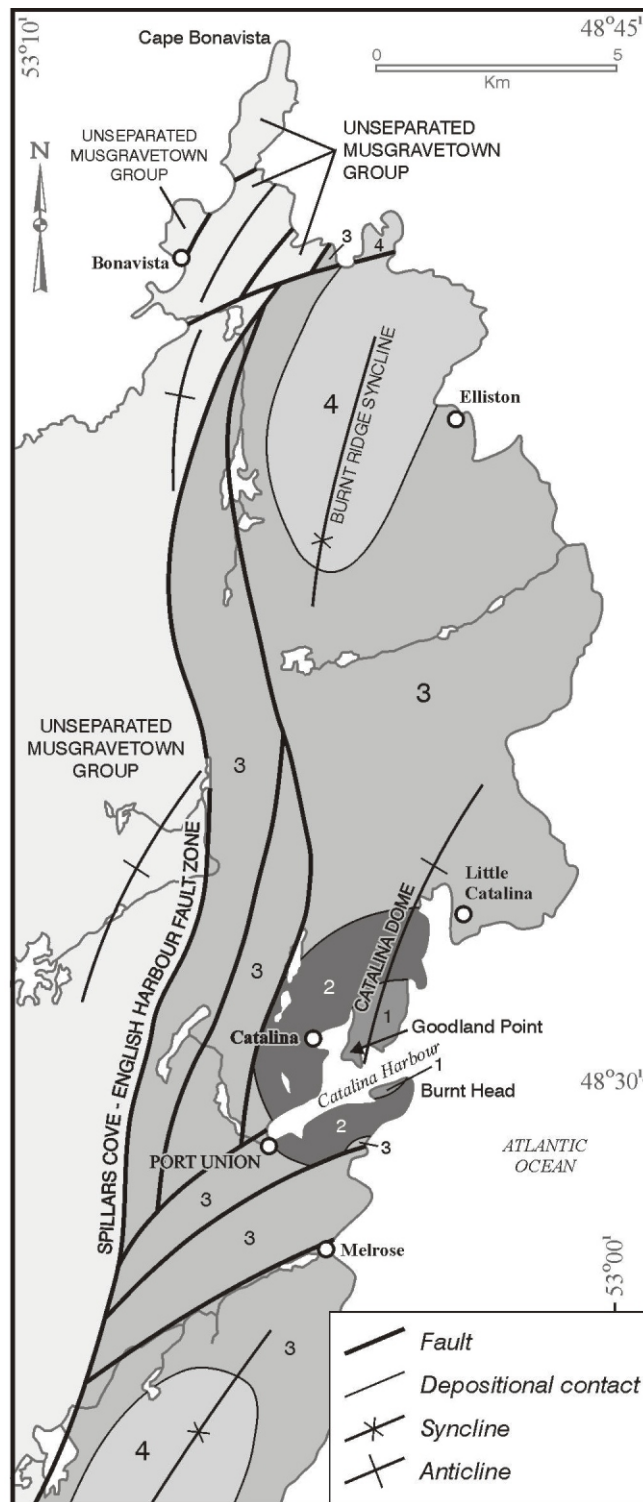 53°10'
Cape Bonavista
48°45'
0
5
Km
UNSEPARATED
MUSGRAVETOWN
GROUP
UNSEPARATED
MUSGRAVETOWN
GROUP
N
Bonavista
3
4
4
BURNT RIDGE SYNCLINE
Elliston
3
UNSEPARATED
MUSGRAVETOWN
GROUP
3
SPILLARS COVE - ENGLISH HARBOUR FAULT ZONE
Little
Catalina
CATALINA DOME
3
2
1
Catalina
Goodland Point
Catalina Harbour
1
48°30'
Burnt Head
2
PORT UNION
3
ATLANTIC
OCEAN
3
3
Melrose
53°00'
3
4
Fault
Depositional contact
Syncline
Anticline